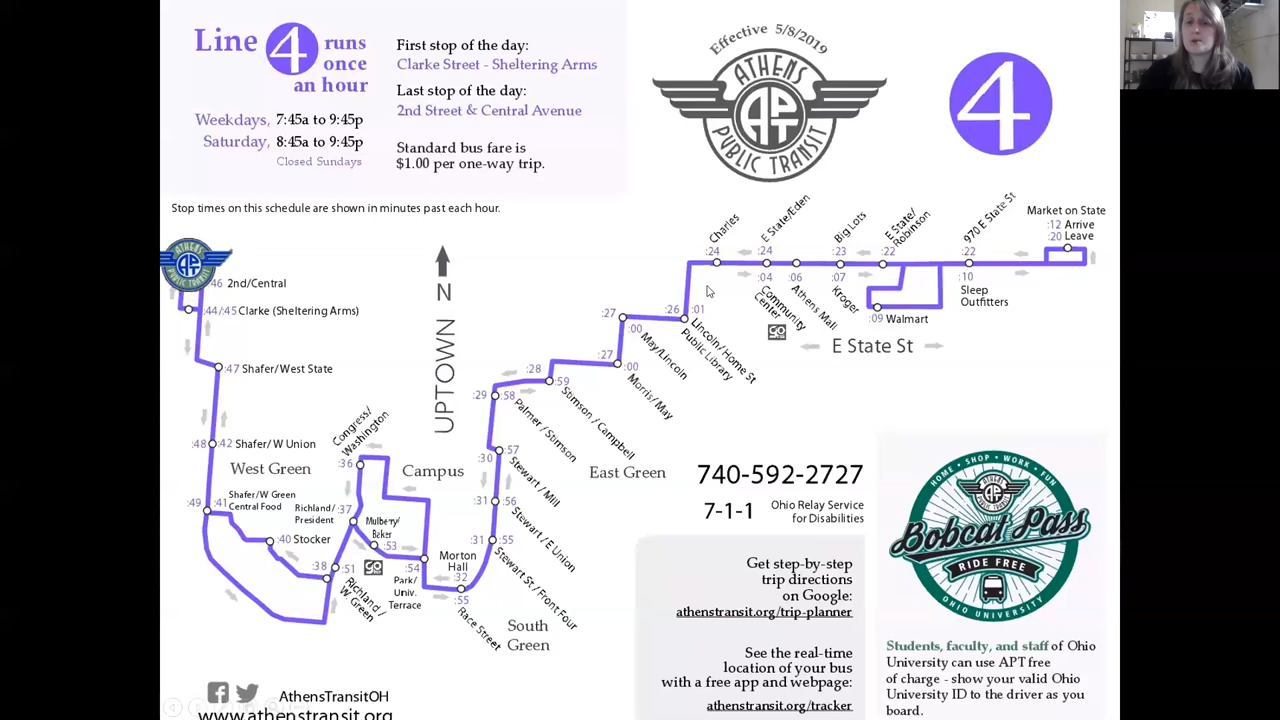 Line 4 runs
once
an hour
Weekdays, 7:45a to 9:45p
Saturday, 8:45a to 9:45p
Closed Sundays
First stop of the day:
Clarke Street - Sheltering Arms
Last stop of the day:
2nd Street & Central Avenue
Standard bus fare is
$1.00 per one-way trip.
Effective 5/8/2019
ATHENS
APT
PUBLIC TRANSIT
4
Stop times on this schedule are shown in minutes past each hour.
Charles
:24
E State/Eden
:24
Big Lots
:23
E State/
Robinson
:22
970 E State St
:22
Market on State
:12 Arrive
:20 Leave
:04
Community
Center
GO
:06
Athens Mall
:07
Kroger
:09 Walmart
:10
Sleep
Outfitters
E State St
:26
:01
Lincoln/Home St
Public Library
:27
:00
May/Lincoln
:27
:00
Morris/May
:28
:59
Stimson / Campbell
:29
:58
Palmer / Stimson
East Green
:30
:57
Stewart / Mill
:31
:56
Stewart / E Union
:31
:55
Stewart St / Front Four
UPTOWN
N
APT
46 2nd/Central
:44/45 Clarke (Sheltering Arms)
:47 Shafer/West State
:48 :42 Shafer/ W Union
West Green
:49 :41 Shafer/W Green
Central Food
:40 Stocker
:38 :51
Richland /
W Green
Richland/
President
:37
Congress/
Washington
:36
Campus
Mulberry/
Baker
:53
GO
:54
Park/
Univ.
Terrace
Morton
Hall
:32
:55
Race Street
South
Green
740-592-2727
7-1-1 Ohio Relay Service
for Disabilities
Get step-by-step
trip directions
on Google:
athenstransit.org/trip-planner
See the real-time
location of your bus
with a free app and webpage:
athenstransit.org/tracker
HOME · SHOP · WORK · FUN
Bobcat Pass
RIDE FREE
OHIO UNIVERSITY
Students, faculty, and staff of Ohio
University can use APT free
of charge - show your valid Ohio
University ID to the driver as you
board.
AthensTransitOH
www.athenstransit.org